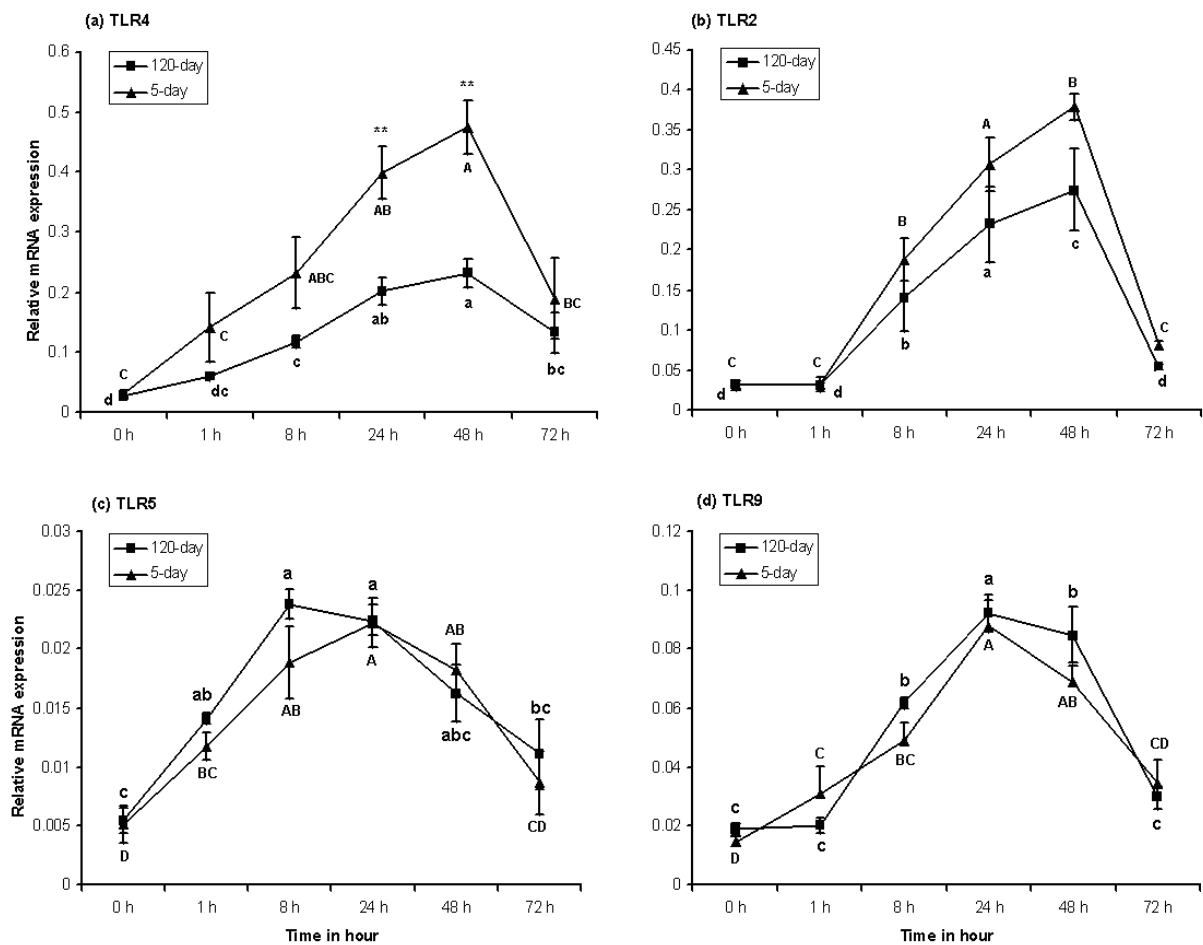 (a) TLR4
120-day
5-day
Relative mRNA expression
0.6
0.5
0.4
0.3
0.2
0.1
0
**
**
A
AB
ABC
C
C
BC
d
dc
c
ab
a
bc
0 h 1 h 8 h 24 h 48 h 72 h
(b) TLR2
120-day
5-day
0.45
0.4
0.35
0.3
0.25
0.2
0.15
0.1
0.05
0
B
A
B
C C
C
a
c
b
d d
d
0 h 1 h 8 h 24 h 48 h 72 h
(c) TLR5
120-day
5-day
Relative mRNA expression
0.03
0.025
0.02
0.015
0.01
0.005
0
a a
AB
ab
bc
A
AB
abc
BC
c
CD
D
0 h 1 h 8 h 24 h 48 h 72 h
Time in hour
(d) TLR9
120-day
5-day
0.12
0.1
0.08
0.06
0.04
0.02
0
a
b
b
A
AB
C
BC
CD
c
c
c
D
0 h 1 h 8 h 24 h 48 h 72 h
Time in hour